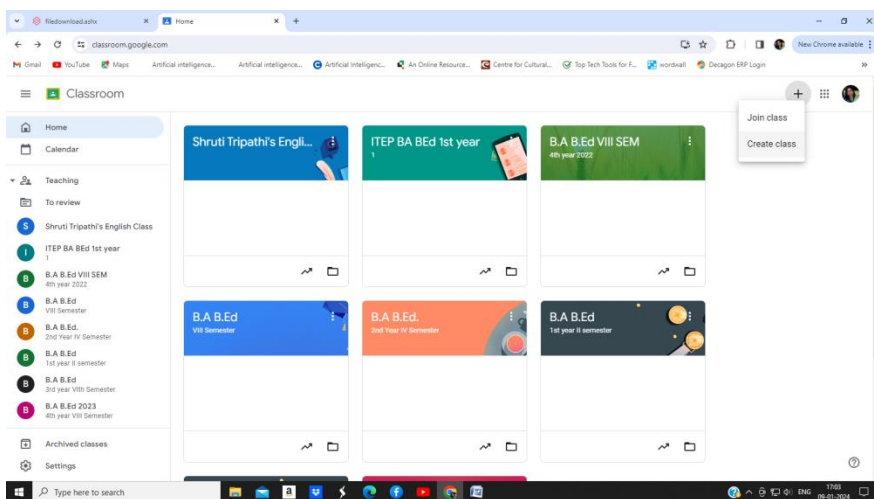 filedownload.ashx
Home
classroom.google.com
New Chrome available
Gmail
YouTube
Maps
Artificial intelligence...
Artificial intelligence...
Artificial Intelligenc...
An Online Resource...
Centre for Cultural...
Top Tech Tools for F...
wordwall
Decagon ERP Login
Classroom
Join class
Create class
Home
Calendar
Teaching
To review
Shruti Tripathi's English Class
ITEP BA BEd 1st year
1
B.A B.Ed VIII SEM
4th year 2022
B.A B.Ed
VIII Semester
B.A B.Ed.
2nd Year IV Semester
B.A B.Ed
1st year II semester
B.A B.Ed
3rd year VIth Semester
B.A B.Ed 2023
4th year VIII Semester
Archived classes
Settings
Shruti Tripathi's Engli...
ITEP BA BEd 1st year
1
B.A B.Ed VIII SEM
4th year 2022
B.A B.Ed
VIII Semester
B.A B.Ed.
2nd Year IV Semester
B.A B.Ed
1st year II semester
Type here to search
ENG
17:03
09-01-2024